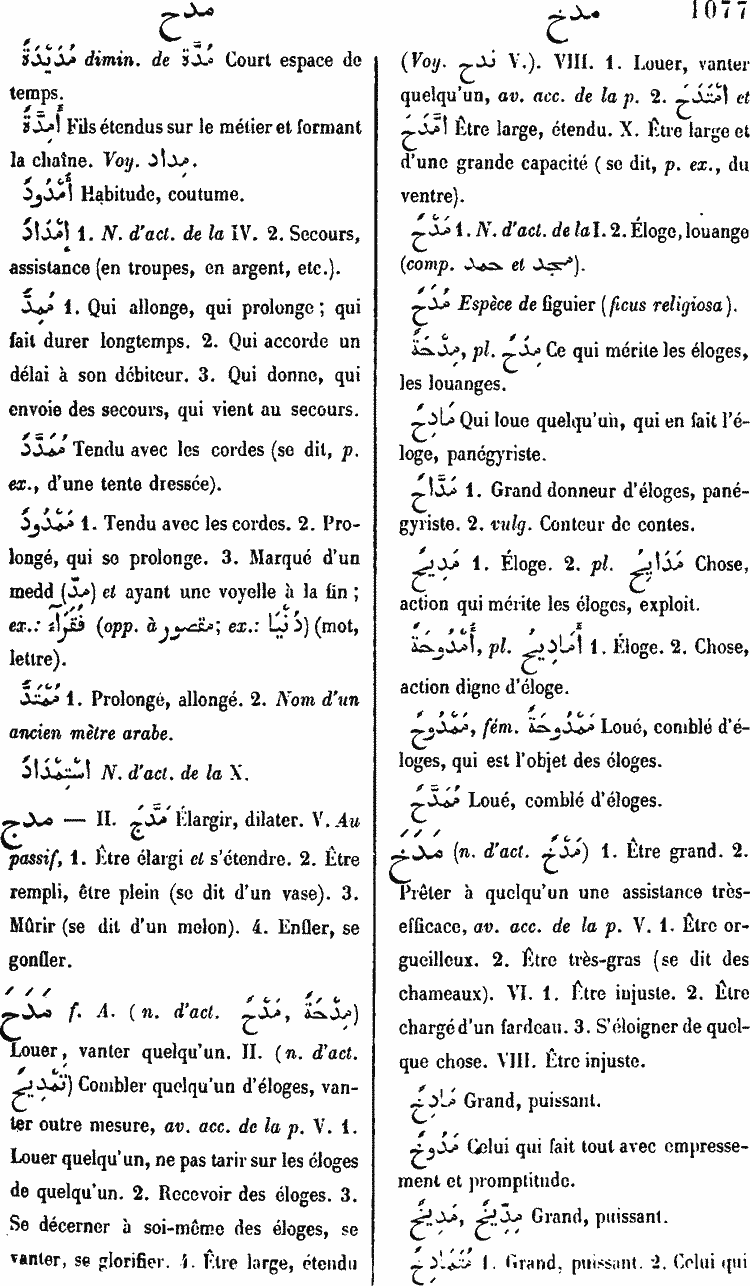 مدح
مدخ 1077
مُدَيْدَةٌ dimin. de مُدَّةٌ Court espace de
temps.
أَمِدَّةٌ Fils étendus sur le métier et formant
la chaîne. Voy. مداد.
أُمْدُودٌ Habitude, coutume.
إِمْدَادٌ 1. N. d'act. de la IV. 2. Secours,
assistance (en troupes, en argent, etc.).
مُمِدٌّ 1. Qui allonge, qui prolonge; qui
fait durer longtemps. 2. Qui accorde un
délai à son débiteur. 3. Qui donne, qui
envoie des secours, qui vient au secours.
مُمَدَّدٌ Tendu avec les cordes (se dit, p.
ex., d'une tente dressée).
مَمْدُودٌ 1. Tendu avec les cordes. 2. Pro-
longé, qui se prolonge. 3. Marqué d'un
medd (مدّ) et ayant une voyelle à la fin;
ex.: فُقَرَآءُ (opp. à مقصور; ex.: دُنْيَا) (mot,
lettre).
مُمْتَدٌّ 1. Prolongé, allongé. 2. Nom d'un
ancien mètre arabe.
اسْتِمْدَادٌ N. d'act. de la X.
مدج — II. مَدَّجَ Élargir, dilater. V. Au
passif, 1. Être élargi et s'étendre. 2. Être
rempli, être plein (se dit d'un vase). 3.
Mûrir (se dit d'un melon). 4. Enfler, se
gonfler.
مَدَحَ f. A. (n. d'act. مَدْحٌ, مِدْحَةٌ)
Louer, vanter quelqu'un. II. (n. d'act.
تَمْدِيحٌ) Combler quelqu'un d'éloges, van-
ter outre mesure, av. acc. de la p. V. 1.
Louer quelqu'un, ne pas tarir sur les éloges
de quelqu'un. 2. Recevoir des éloges. 3.
Se décerner à soi-même des éloges, se
vanter, se glorifier. 4. Être large, étendu
(Voy. ندح V.). VIII. 1. Louer, vanter
quelqu'un, av. acc. de la p. 2. امْتَدَحَ et
امَّدَحَ Être large, étendu. X. Être large et
d'une grande capacité (se dit, p. ex., du
ventre).
مَدْحٌ 1. N. d'act. de la I. 2. Éloge, louange
(comp. حمد et مجد).
مُدَحٌ Espèce de figuier (ficus religiosa).
مِدْحَةٌ, pl. مِدَحٌ Ce qui mérite les éloges,
les louanges.
مَادِحٌ Qui loue quelqu'un, qui en fait l'é-
loge, panégyriste.
مَدَّاحٌ 1. Grand donneur d'éloges, pané-
gyriste. 2. vulg. Conteur de contes.
مَدِيحٌ 1. Éloge. 2. pl. مَدَايِحُ Chose,
action qui mérite les éloges, exploit.
أُمْدُوحَةٌ, pl. أَمَادِيحُ 1. Éloge. 2. Chose,
action digne d'éloge.
مَمْدُوحٌ, fém. مَمْدُوحَةٌ Loué, comblé d'é-
loges, qui est l'objet des éloges.
مُمَدَّحٌ Loué, comblé d'éloges.
مَدَخَ (n. d'act. مَدْخٌ) 1. Être grand. 2.
Prêter à quelqu'un une assistance très-
efficace, av. acc. de la p. V. 1. Être or-
gueilleux. 2. Être très-gras (se dit des
chameaux). VI. 1. Être injuste. 2. Être
chargé d'un fardeau. 3. S'éloigner de quel-
que chose. VIII. Être injuste.
مَادِخٌ Grand, puissant.
مَدُوخٌ Celui qui fait tout avec empresse-
ment et promptitude.
مَدِيخٌ, مِدِّيخٌ Grand, puissant.
مُتَمَادِخٌ 1. Grand, puissant. 2. Celui qui